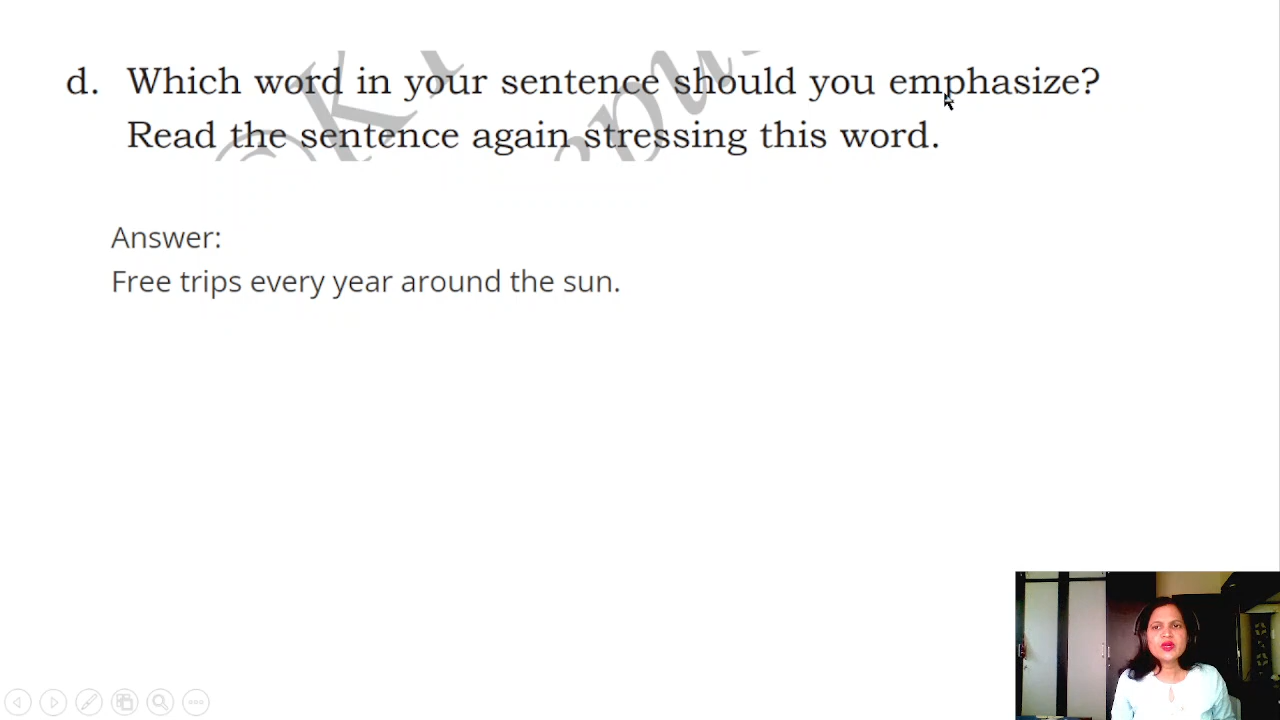 d. Which word in your sentence should you emphasize?
Read the sentence again stressing this word.
Answer:
Free trips every year around the sun.